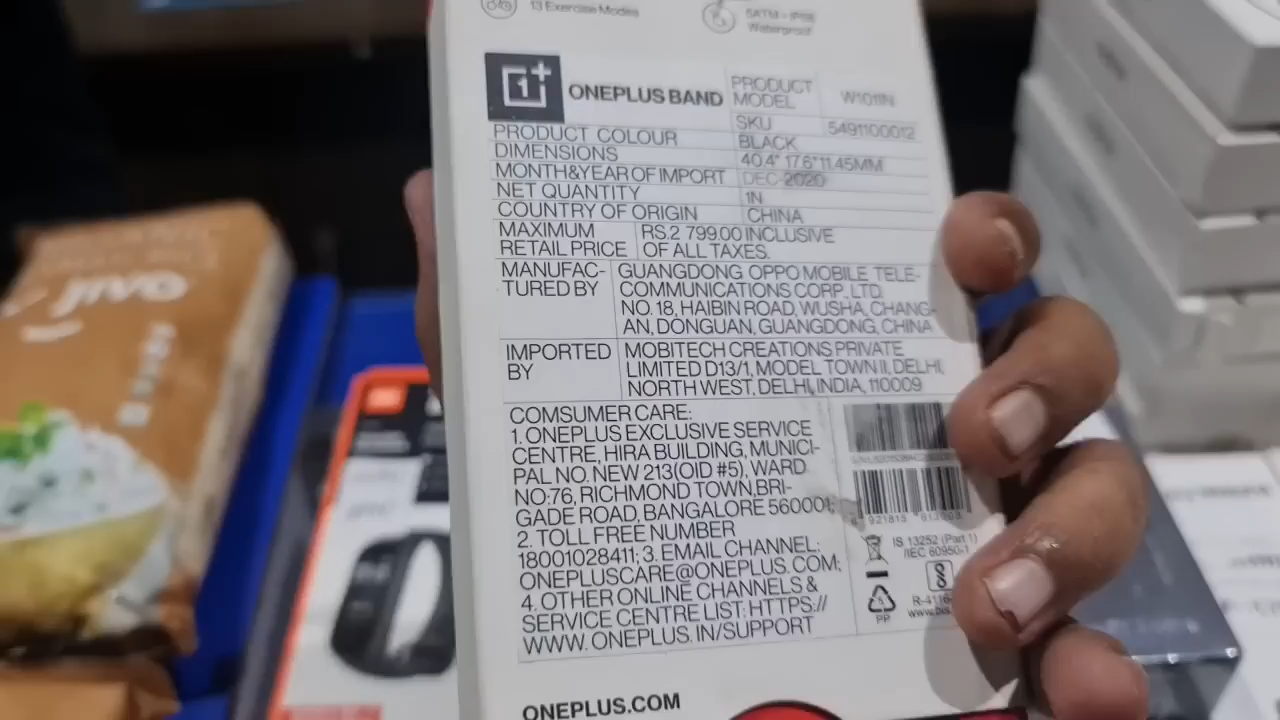 13 Exercise Modes
5ATM + IP68
Waterproof
ONEPLUS BAND
PRODUCT MODEL W101IN
SKU 5491100012
PRODUCT COLOUR BLACK
DIMENSIONS 40.4* 17.6*11.45MM
MONTH&YEAR OF IMPORT DEC-2020
NET QUANTITY 1N
COUNTRY OF ORIGIN CHINA
MAXIMUM RETAIL PRICE
RS.2 799.00 INCLUSIVE
OF ALL TAXES.
MANUFAC-
TURED BY
GUANGDONG OPPO MOBILE TELE-
COMMUNICATIONS CORP., LTD.
NO. 18, HAIBIN ROAD, WUSHA, CHANG-
AN, DONGUAN, GUANGDONG, CHINA
IMPORTED
BY
MOBITECH CREATIONS PRIVATE
LIMITED D13/1, MODEL TOWN II, DELHI,
NORTH WEST, DELHI, INDIA, 110009
COMSUMER CARE:
1. ONEPLUS EXCLUSIVE SERVICE
CENTRE, HIRA BUILDING, MUNICI-
PAL NO. NEW 213(OID #5), WARD
NO:76, RICHMOND TOWN,BRI-
GADE ROAD, BANGALORE 560001;
2. TOLL FREE NUMBER
18001028411; 3. EMAIL CHANNEL:
ONEPLUSCARE@ONEPLUS.COM;
4. OTHER ONLINE CHANNELS &
SERVICE CENTRE LIST: HTTPS://
WWW. ONEPLUS. IN/SUPPORT
IS 13252 (Part 1)
/IEC 60950-1
PP
ONEPLUS.COM
JIVO